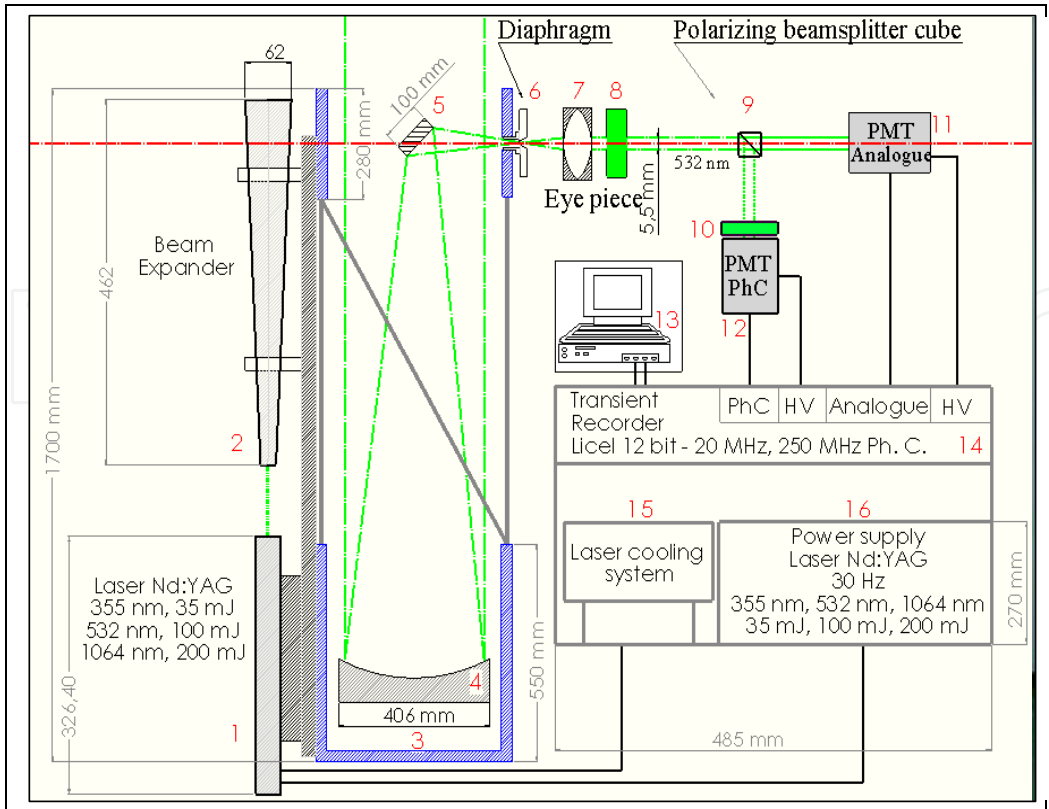 Diaphragm
Polarizing beamsplitter cube
62
100 mm
5
6
7
8
9
11
280 mm
532 nm
PMT
Analogue
Eye piece
5,5 mm
10
PMT
PhC
12
Beam
Expander
462
1700 mm
2
13
Transient
Recorder
PhC
HV
Analogue
HV
Licel 12 bit - 20 MHz, 250 MHz Ph. C.
14
15
16
Laser cooling
system
Power supply
Laser Nd:YAG
30 Hz
355 nm, 532 nm, 1064 nm
35 mJ, 100 mJ, 200 mJ
270 mm
Laser Nd:YAG
355 nm, 35 mJ
532 nm, 100 mJ
1064 nm, 200 mJ
326,40
1
4
406 mm
3
550 mm
485 mm